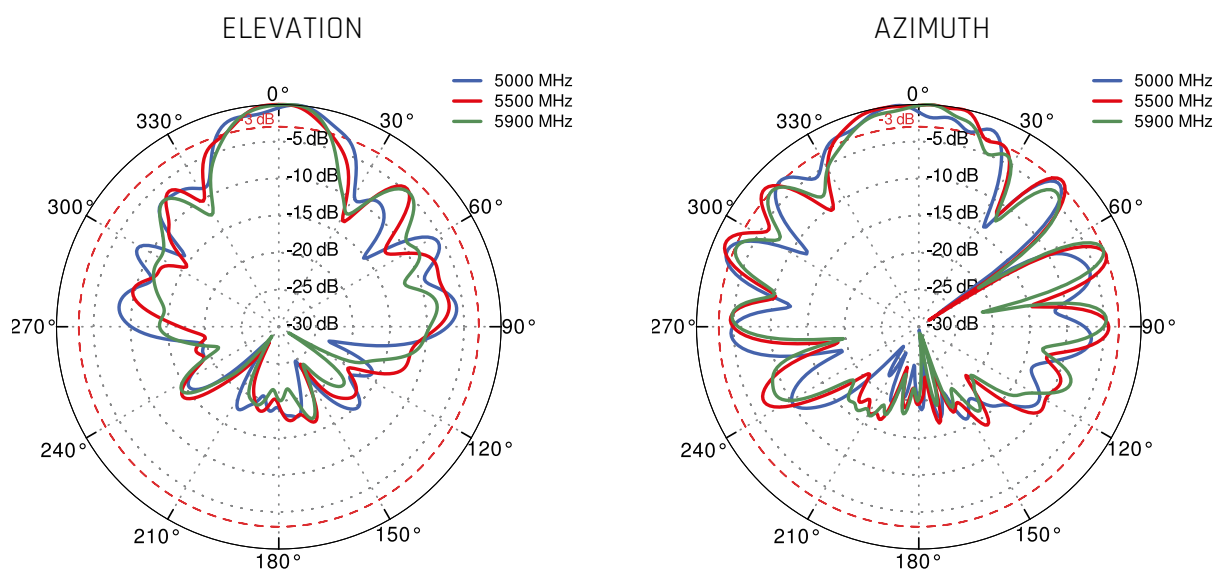 ELEVATION
5000 MHz
5500 MHz
5900 MHz
0°
330°
30°
-3 dB
-5 dB
-10 dB
300°
60°
-15 dB
-20 dB
-25 dB
-30 dB
270°
90°
240°
120°
210°
150°
180°
AZIMUTH
5000 MHz
5500 MHz
5900 MHz
0°
330°
30°
-3 dB
-5 dB
-10 dB
300°
60°
-15 dB
-20 dB
-25 dB
-30 dB
270°
90°
240°
120°
210°
150°
180°